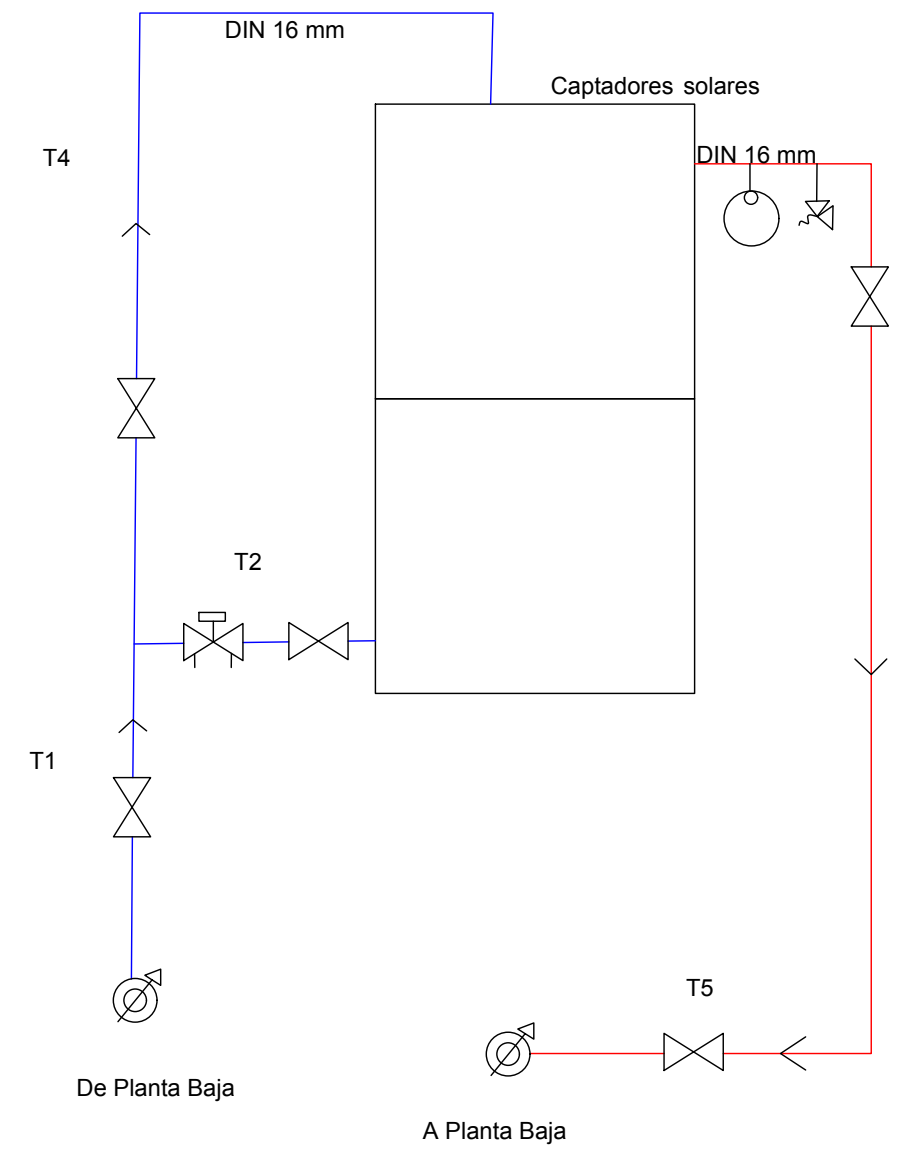 DIN 16 mm
Captadores solares
T4
DIN 16 mm
T2
T1
T5
De Planta Baja
A Planta Baja